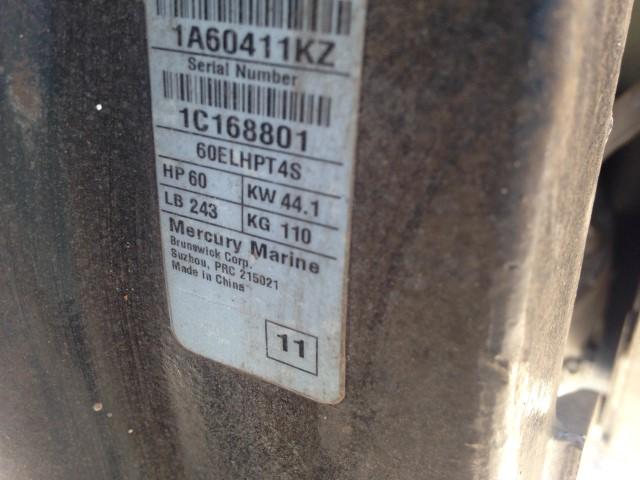 1A60411KZ
Serial Number
1C168801
60ELHPT4S
HP 60 KW 44.1
LB 243 KG 110
Mercury Marine
Brunswick Corp.
Suzhou, PRC 215021
Made in China
11